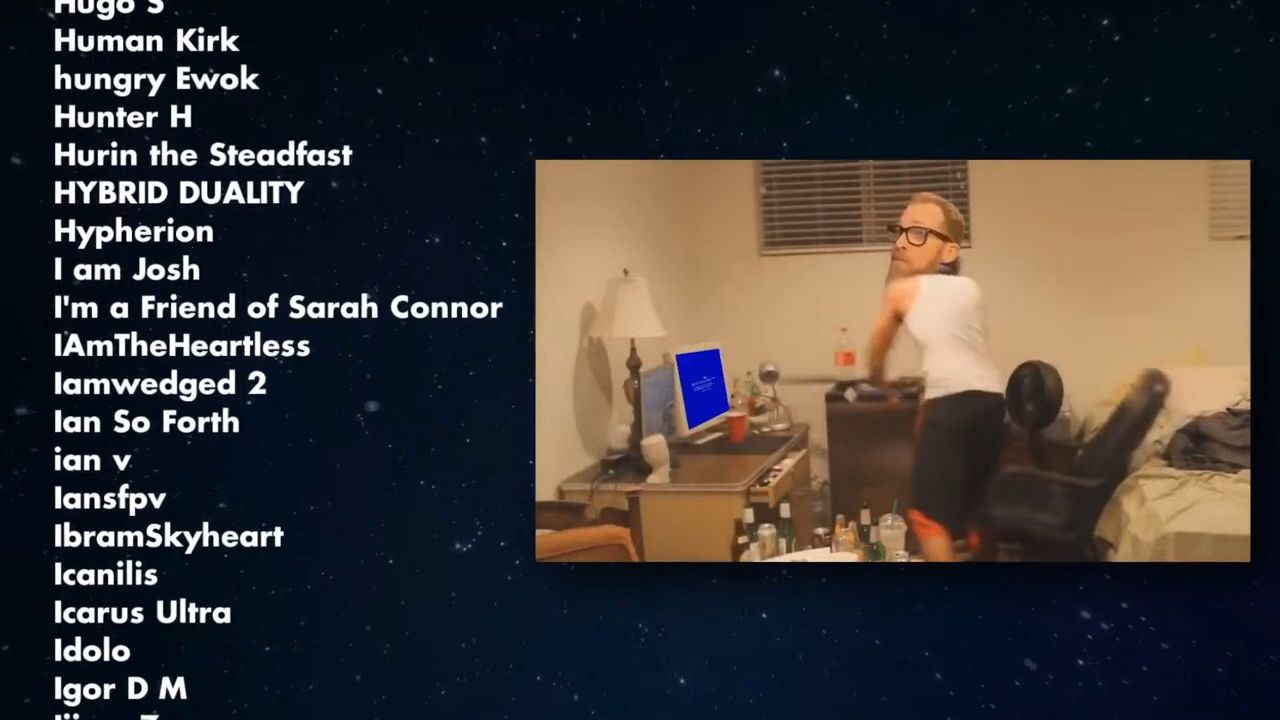 Hugo S
Human Kirk
hungry Ewok
Hunter H
Hurin the Steadfast
HYBRID DUALITY
Hypherion
I am Josh
I'm a Friend of Sarah Connor
IAmTheHeartless
Iamwedged 2
Ian So Forth
ian v
Iansfpv
IbramSkyheart
Icanilis
Icarus Ultra
Idolo
Igor D M